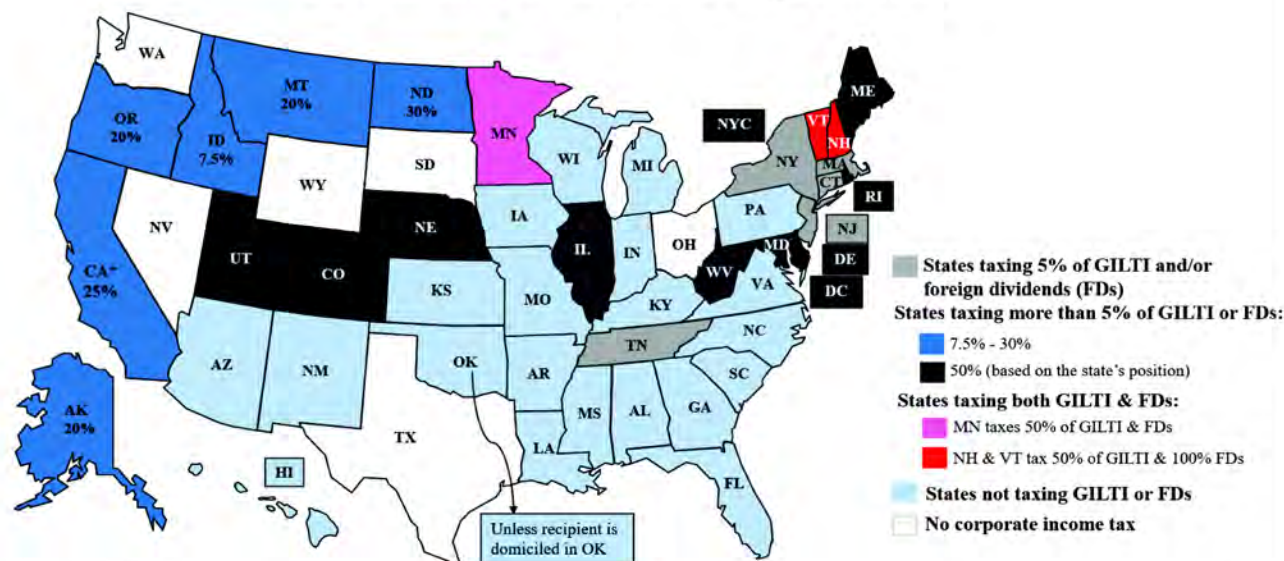 WA
MT
20%
ND
30%
MN
OR
20%
ID
7.5%
SD
WY
WI
MI
NYC
ME
VT
NH
NY
MA
CT
RI
NV
NE
IA
PA
NJ
UT
CO
IL
IN
OH
MD
DE
CA*
25%
KS
MO
WV
VA
DC
KY
AZ
NM
OK
AR
TN
NC
SC
MS
AL
GA
AK
20%
TX
LA
FL
HI
Unless recipient is
domiciled in OK
States taxing 5% of GILTI and/or
foreign dividends (FDs)
States taxing more than 5% of GILTI or FDs:
7.5% - 30%
50% (based on the state's position)
States taxing both GILTI & FDs:
MN taxes 50% of GILTI & FDs
NH & VT tax 50% of GILTI & 100% FDs
States not taxing GILTI or FDs
No corporate income tax